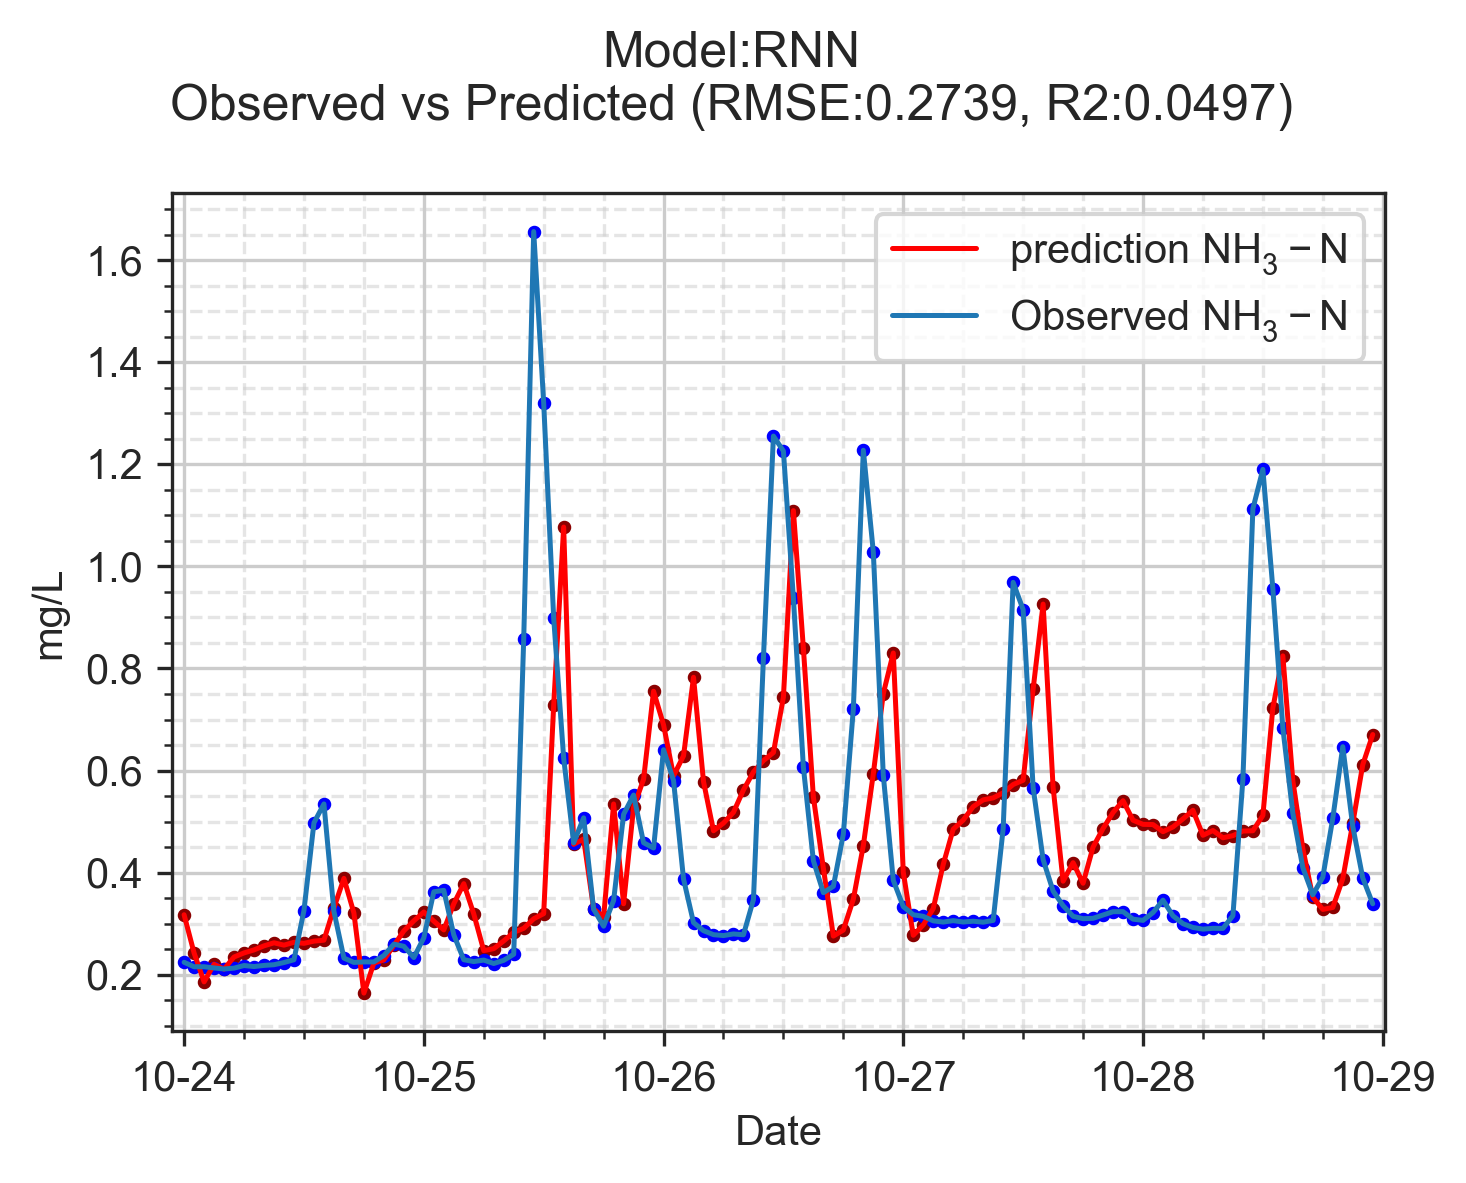 Model:RNN
Observed vs Predicted (RMSE:0.2739, R2:0.0497)
prediction NH₃ − N
Observed NH₃ − N
1.6
1.4
1.2
1.0
0.8
0.6
0.4
0.2
mg/L
10-24 10-25 10-26 10-27 10-28 10-29
Date